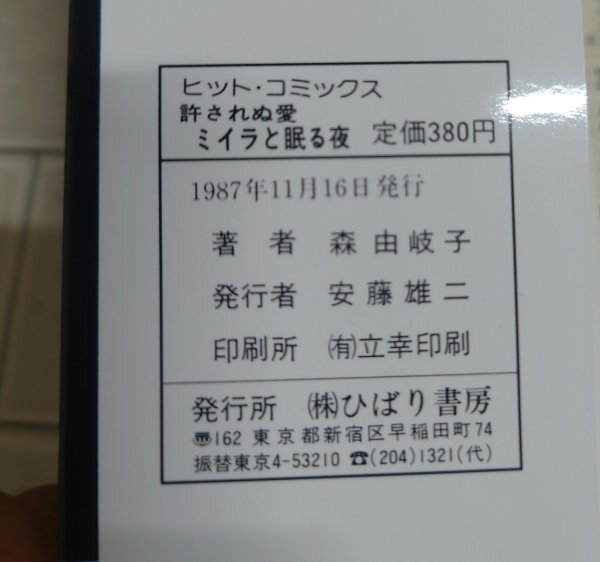 ヒット・コミックス
許されぬ愛
ミイラと眠る夜 定価380円
1987年11月16日発行
著者 森由岐子
発行者 安藤雄二
印刷所 ㈲立幸印刷
発行所 ㈱ひばり書房
〠162 東京都新宿区早稲田町74
振替東京4-53210 ☎(204)1321(代)